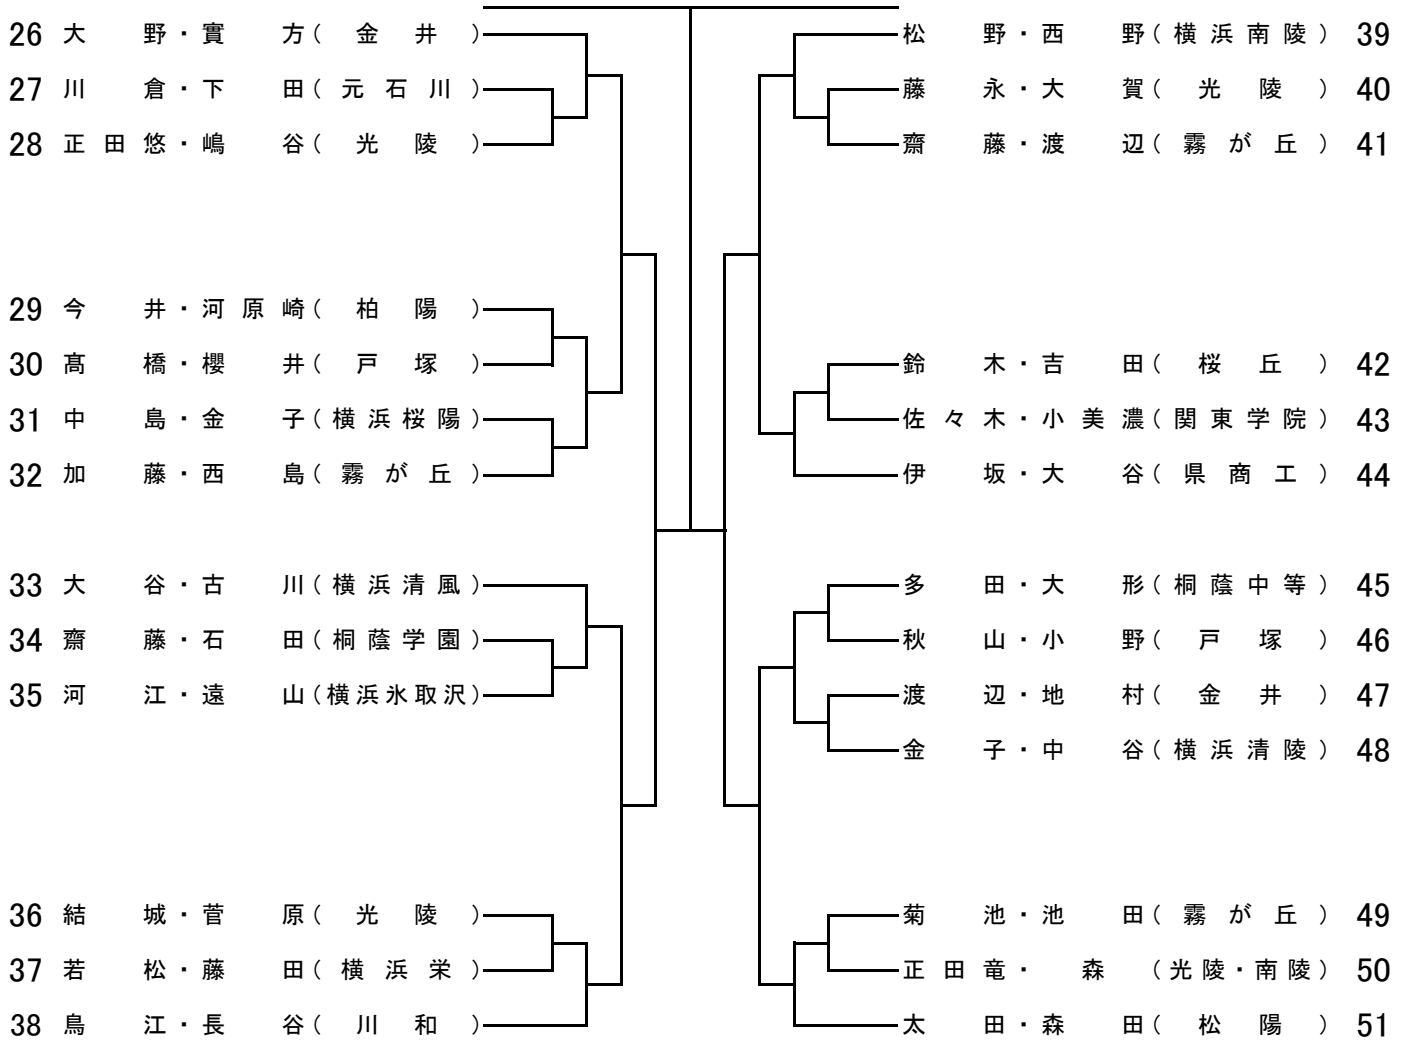 26 大野・實方(金井)
27 川倉・下田(元石川)
28 正田悠・嶋谷(光陵)
29 今井・河原崎(柏陽)
30 髙橋・櫻井(戸塚)
31 中島・金子(横浜桜陽)
32 加藤・西島(霧が丘)
33 大谷・古川(横浜清風)
34 齋藤・石田(桐蔭学園)
35 河江・遠山(横浜氷取沢)
36 結城・菅原(光陵)
37 若松・藤田(横浜栄)
38 鳥江・長谷(川和)
松野・西野(横浜南陵) 39
藤永・大賀(光陵) 40
齋藤・渡辺(霧が丘) 41
鈴木・吉田(桜丘) 42
佐々木・小美濃(関東学院) 43
伊坂・大谷(県商工) 44
多田・大形(桐蔭中等) 45
秋山・小野(戸塚) 46
渡辺・地村(金井) 47
金子・中谷(横浜清陵) 48
菊池・池田(霧が丘) 49
正田竜・森(光陵・南陵) 50
太田・森田(松陽) 51